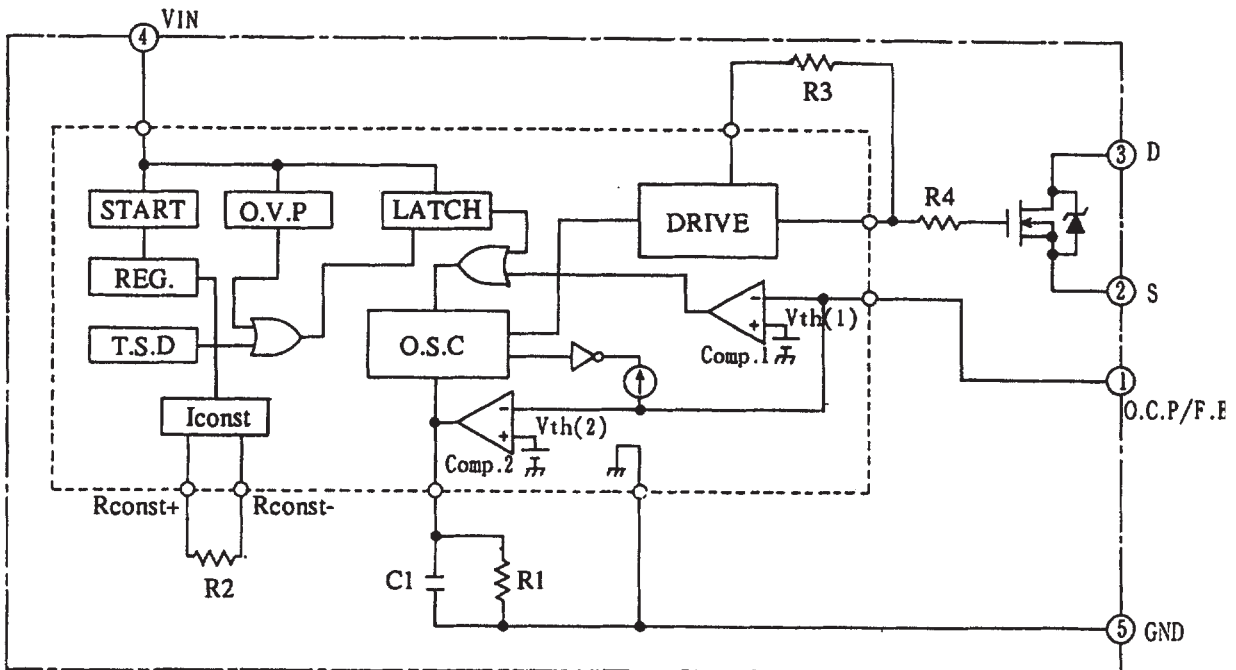 VIN
4
R3
3 D
START
O.V.P
LATCH
DRIVE
R4
REG.
2 S
Vth(1)
T.S.D
O.S.C
Comp.1
1
O.C.P/F.B
Iconst
Vth(2)
Comp.2
Rconst+
Rconst-
R2
C1
R1
5 GND